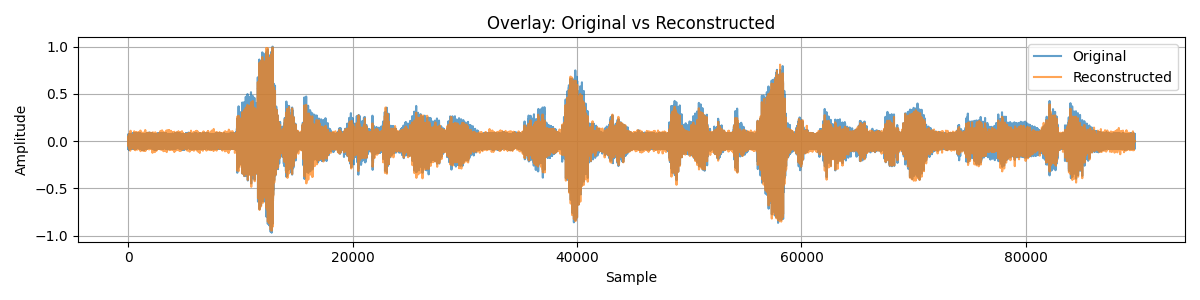 Overlay: Original vs Reconstructed
1.0
0.5
0.0
−0.5
−1.0
Amplitude
Original
Reconstructed
0 20000 40000 60000 80000
Sample